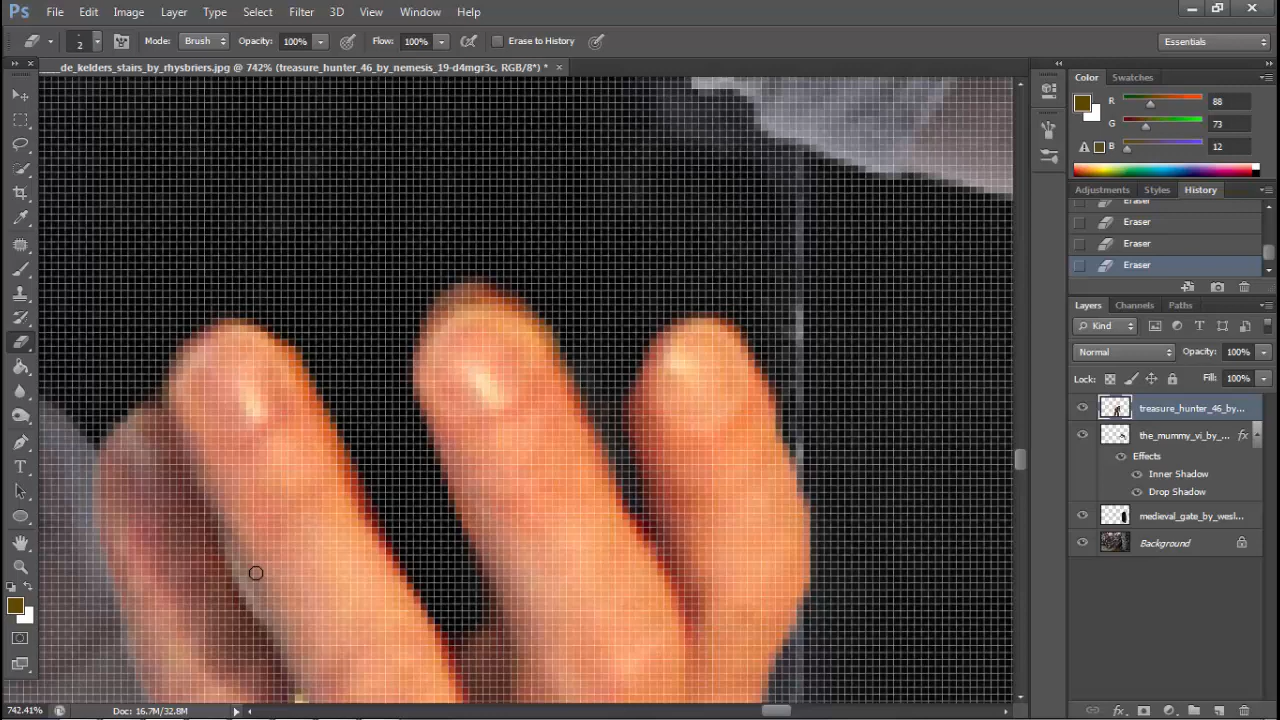 Ps File Edit Image Layer Type Select Filter 3D View Window Help
2 Mode: Brush Opacity: 100% Flow: 100% Erase to History Essentials
____de_kelders_stairs_by_rhysbriers.jpg @ 742% (treasure_hunter_46_by_nemesis_19-d4mgr3c, RGB/8*) * ×
Color Swatches
R 88
G 73
B 12
Adjustments Styles History
Eraser
Eraser
Eraser
Eraser
Layers Channels Paths
Kind
Normal Opacity: 100%
Lock: Fill: 100%
treasure_hunter_46_by...
the_mummy_vi_by_... fx
Effects
Inner Shadow
Drop Shadow
medieval_gate_by_wesl...
Background
742.41% Doc: 16.7M/32.8M